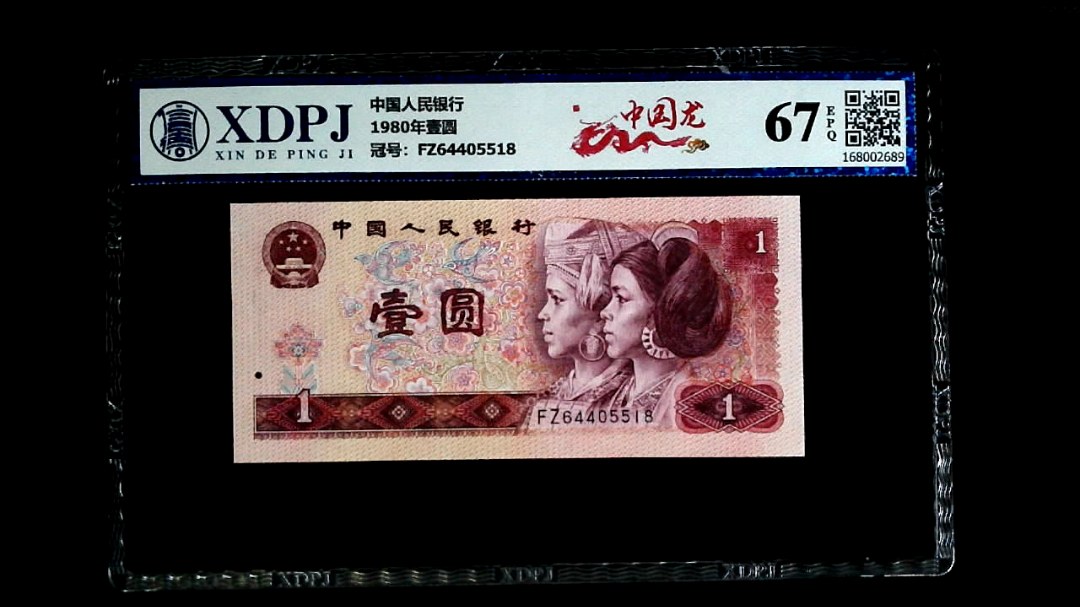 XDPJ
XIN DE PING JI
中国人民银行
1980年壹圆
冠号：FZ64405518
中国龙
67
EPQ
168002689
中国人民银行
1
壹圆
1
FZ64405518
1
XDPJ XDPJ XDPJ